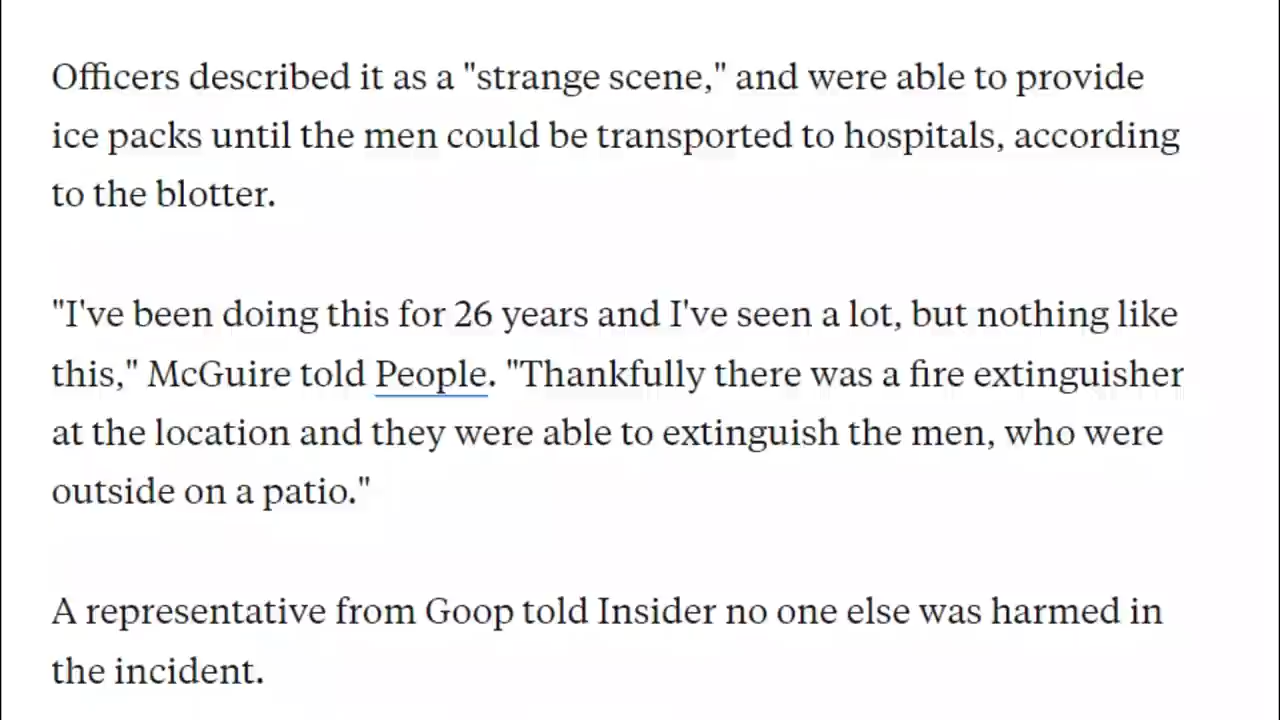 Officers described it as a "strange scene," and were able to provide
ice packs until the men could be transported to hospitals, according
to the blotter.
"I've been doing this for 26 years and I've seen a lot, but nothing like
this," McGuire told People. "Thankfully there was a fire extinguisher
at the location and they were able to extinguish the men, who were
outside on a patio."
A representative from Goop told Insider no one else was harmed in
the incident.